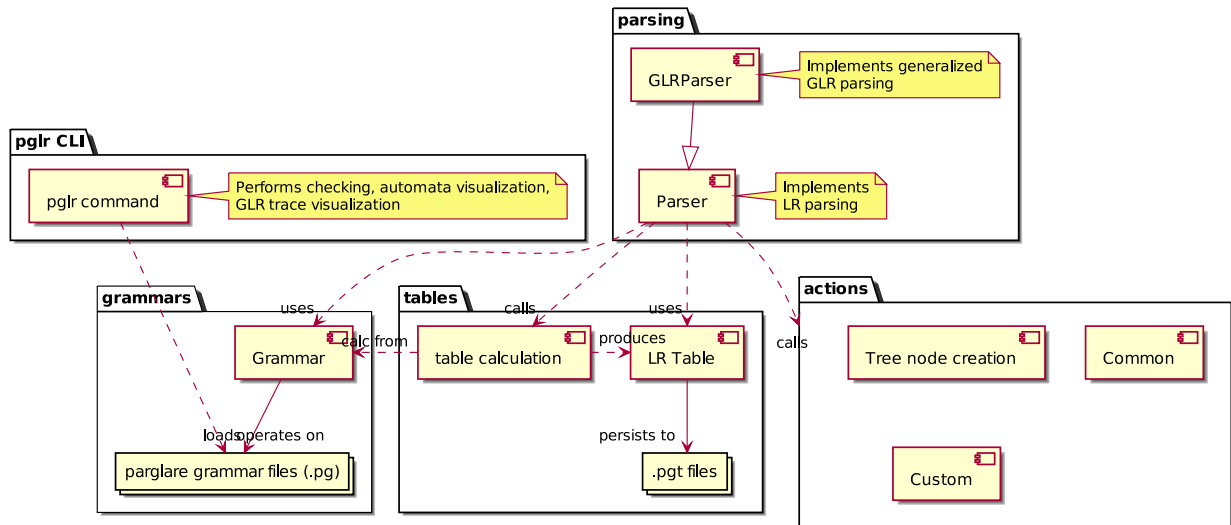 parsing
GLRParser
Implements generalized
GLR parsing
pglr CLI
pglr command
Performs checking, automata visualization,
GLR trace visualization
Parser
Implements
LR parsing
grammars
tables
actions
uses
calls
uses
calls
Grammar
calc from
table calculation
produces
LR Table
Tree node creation
Common
loads
operates on
persists to
parglare grammar files (.pg)
.pgt files
Custom